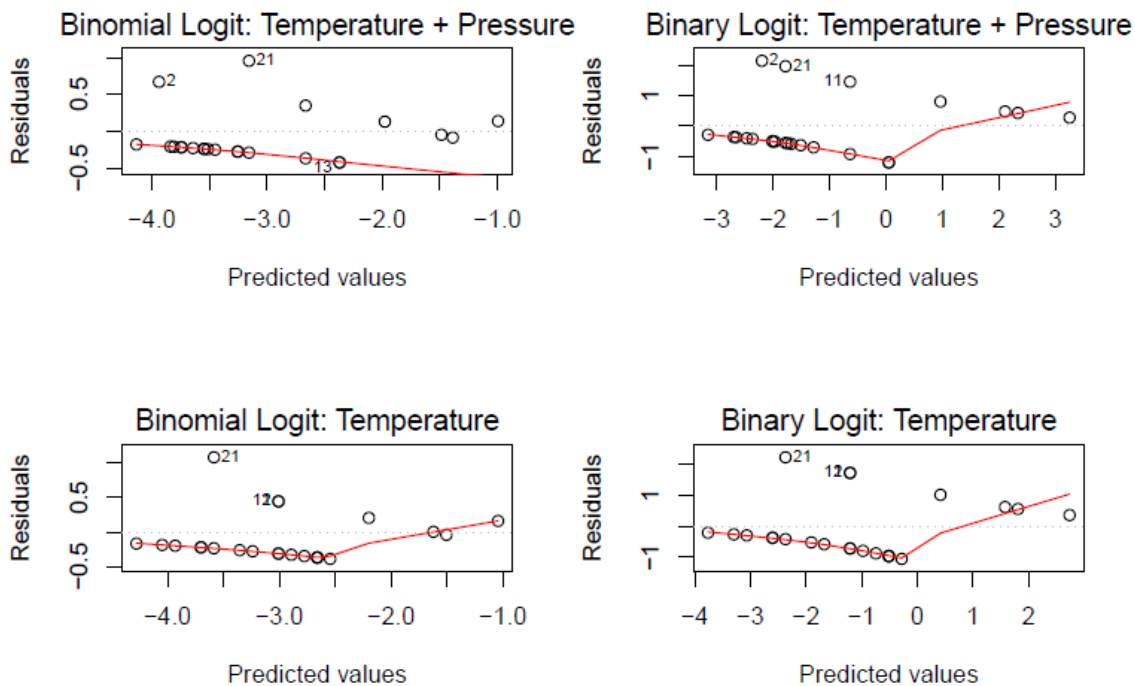 Binomial Logit: Temperature + Pressure
Residuals
0.5
−0.5
2
21
13
−4.0 −3.0 −2.0 −1.0
Predicted values
Binary Logit: Temperature + Pressure
Residuals
1
−1
2
21
11
−3 −2 −1 0 1 2 3
Predicted values
Binomial Logit: Temperature
Residuals
0.5
−0.5
21
−4.0 −3.0 −2.0 −1.0
Predicted values
Binary Logit: Temperature
Residuals
1
−1
21
−4 −3 −2 −1 0 1 2
Predicted values